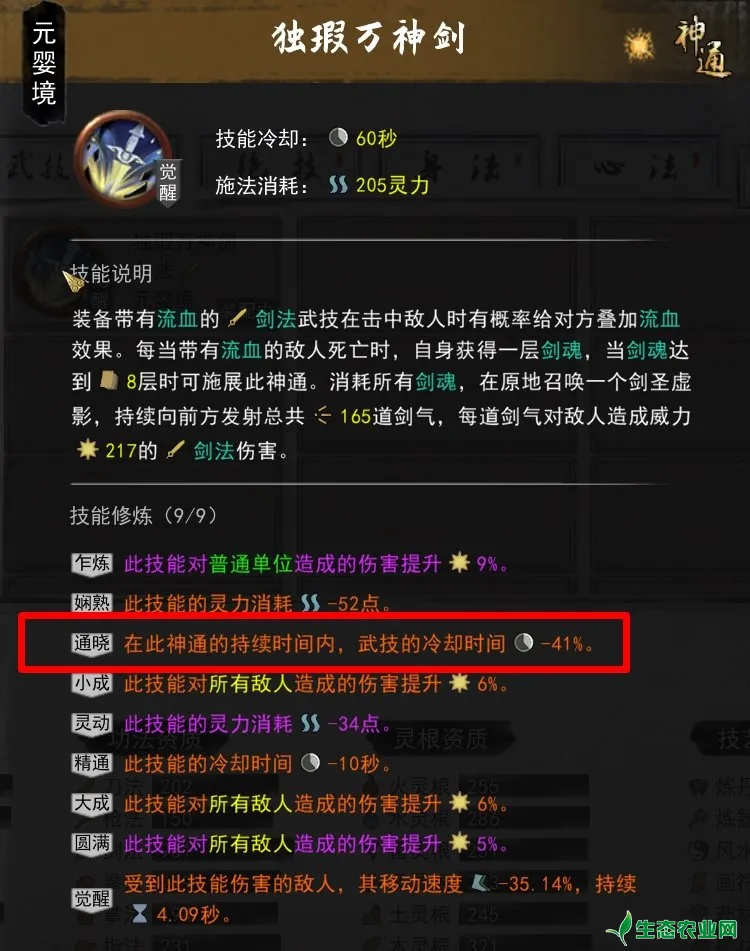 元婴境
独瑕万神剑
神通
觉醒
技能冷却： 60秒
施法消耗： 205灵力
技能说明
装备带有流血的 剑法武技在击中敌人时有概率给对方叠加流血
效果。每当带有流血的敌人死亡时，自身获得一层剑魂，当剑魂达
到 8层时可施展此神通。消耗所有剑魂，在原地召唤一个剑圣虚
影，持续向前方发射总共 165道剑气，每道剑气对敌人造成威力
217的 剑法伤害。
技能修炼（9/9）
乍炼 此技能对普通单位造成的伤害提升 9%。
娴熟 此技能的灵力消耗 -52点。
通晓 在此神通的持续时间内，武技的冷却时间 -41%。
小成 此技能对所有敌人造成的伤害提升 6%。
灵动 此技能的灵力消耗 -34点。
精通 此技能的冷却时间 -10秒。
大成 此技能对所有敌人造成的伤害提升 6%。
圆满 此技能对所有敌人造成的伤害提升 5%。
觉醒 受到此技能伤害的敌人，其移动速度 -35.14%，持续
4.09秒。
功法资质
灵根资质
技艺
生态农业网